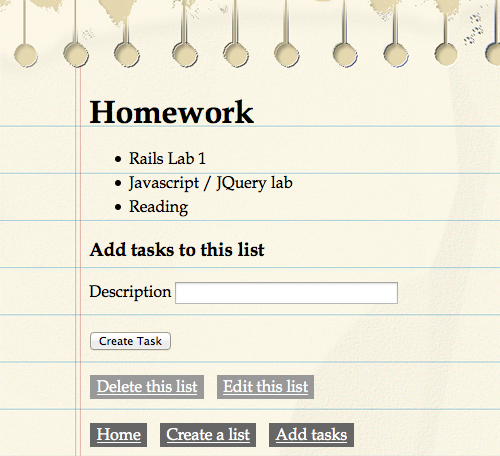 Homework
Rails Lab 1
Javascript / JQuery lab
Reading
Add tasks to this list
Description
Create Task
Delete this list Edit this list
Home Create a list Add tasks